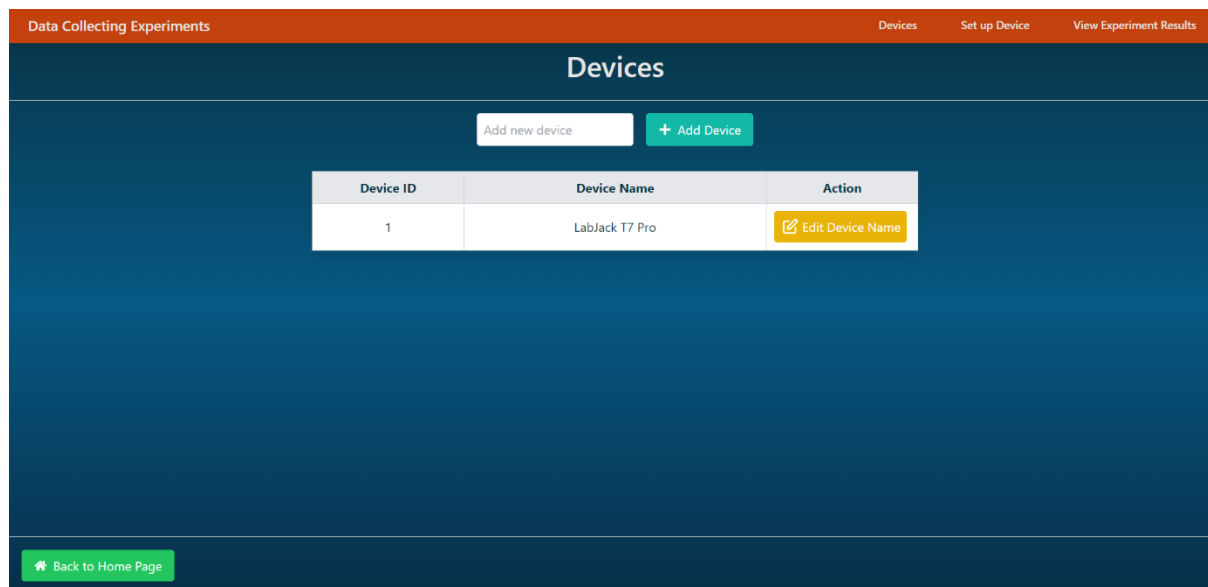 Data Collecting Experiments Devices Set up Device View Experiment Results
Devices
Add new device + Add Device
Device ID Device Name Action
1 LabJack T7 Pro Edit Device Name
Back to Home Page